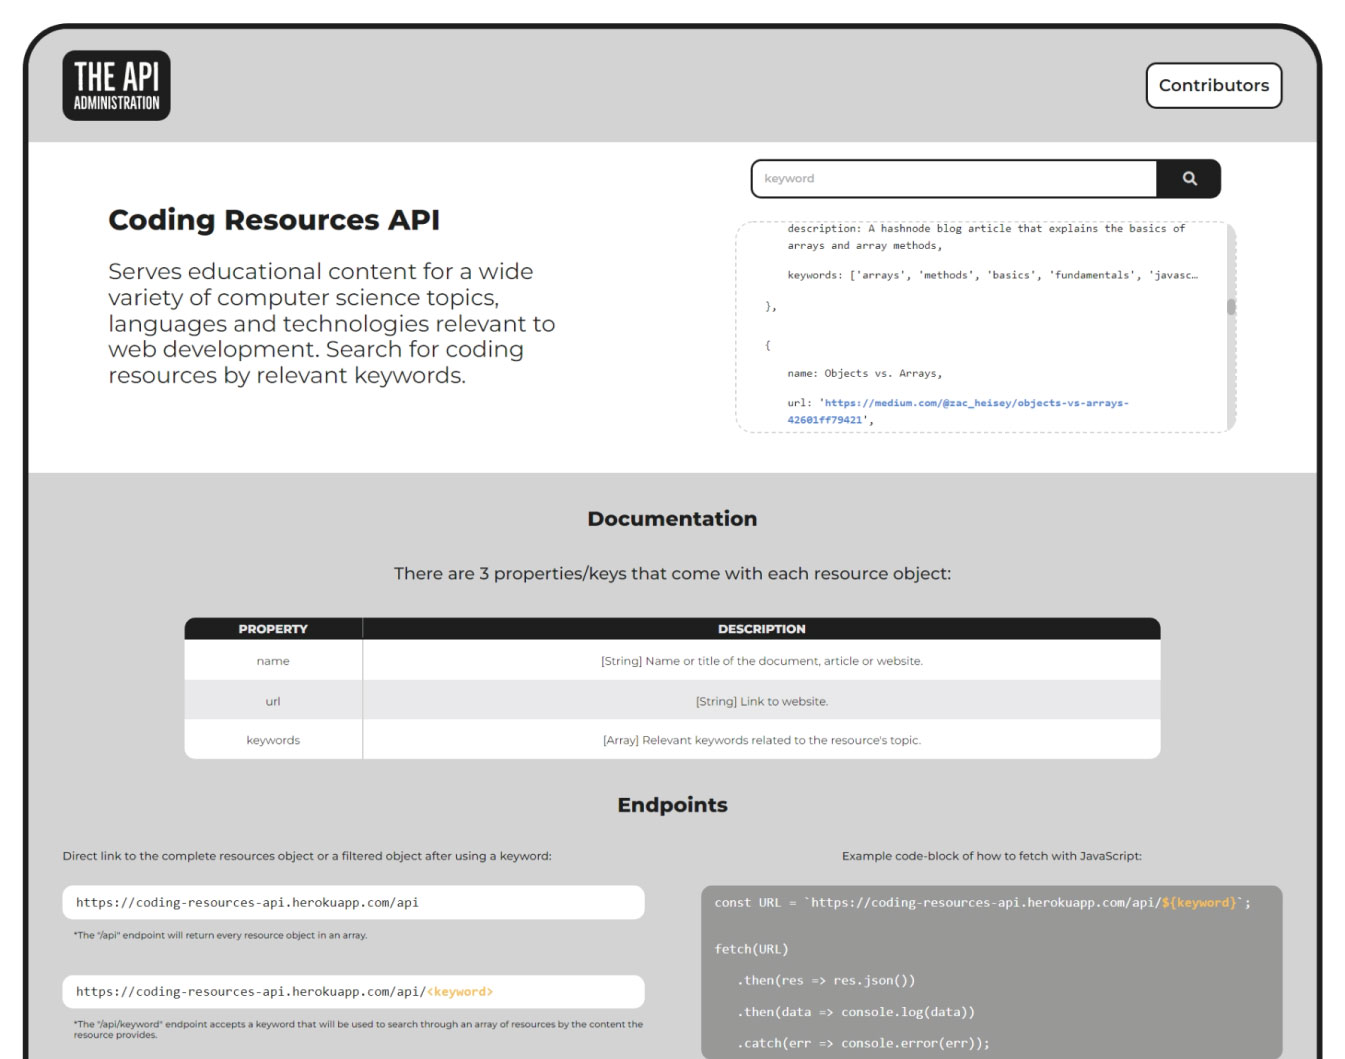 THE API
ADMINISTRATION
Contributors
keyword
Coding Resources API
Serves educational content for a wide
variety of computer science topics,
languages and technologies relevant to
web development. Search for coding
resources by relevant keywords.
description: A hashnode blog article that explains the basics of
arrays and array methods,
keywords: ['arrays', 'methods', 'basics', 'fundamentals', 'javasc…
},
{
name: Objects vs. Arrays,
url: 'https://medium.com/@zac_heisey/objects-vs-arrays-
42601ff79421',
Documentation
There are 3 properties/keys that come with each resource object:
PROPERTY DESCRIPTION
name [String] Name or title of the document, article or website.
url [String] Link to website.
keywords [Array] Relevant keywords related to the resource's topic.
Endpoints
Direct link to the complete resources object or a filtered object after using a keyword:
https://coding-resources-api.herokuapp.com/api
*The "/api" endpoint will return every resource object in an array.
https://coding-resources-api.herokuapp.com/api/<keyword>
*The "/api/keyword" endpoint accepts a keyword that will be used to search through an array of resources by the content the
resource provides.
Example code-block of how to fetch with JavaScript:
const URL = `https://coding-resources-api.herokuapp.com/api/${keyword}`;
fetch(URL)
.then(res => res.json())
.then(data => console.log(data))
.catch(err => console.error(err));